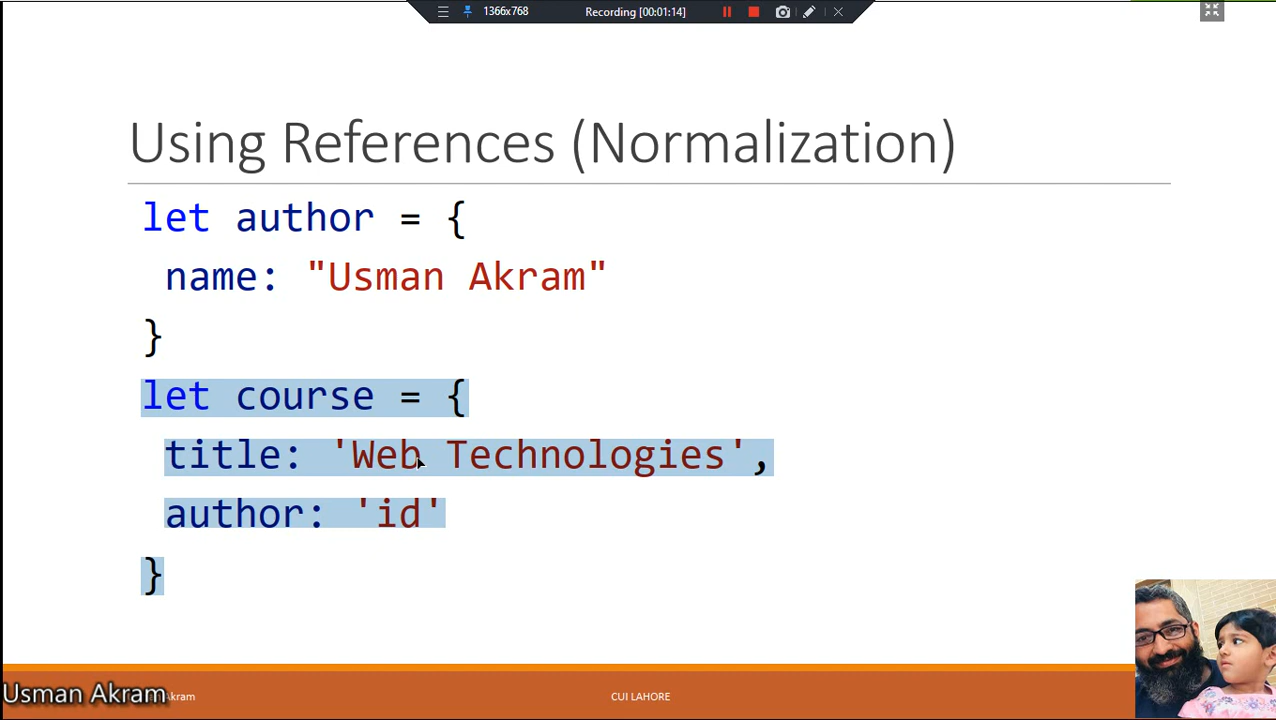 1366x768 Recording [00:01:14]
Using References (Normalization)
let author = {
name: "Usman Akram"
}
let course = {
title: 'Web Technologies',
author: 'id'
}
Usman Akram
Akram
CUI LAHORE